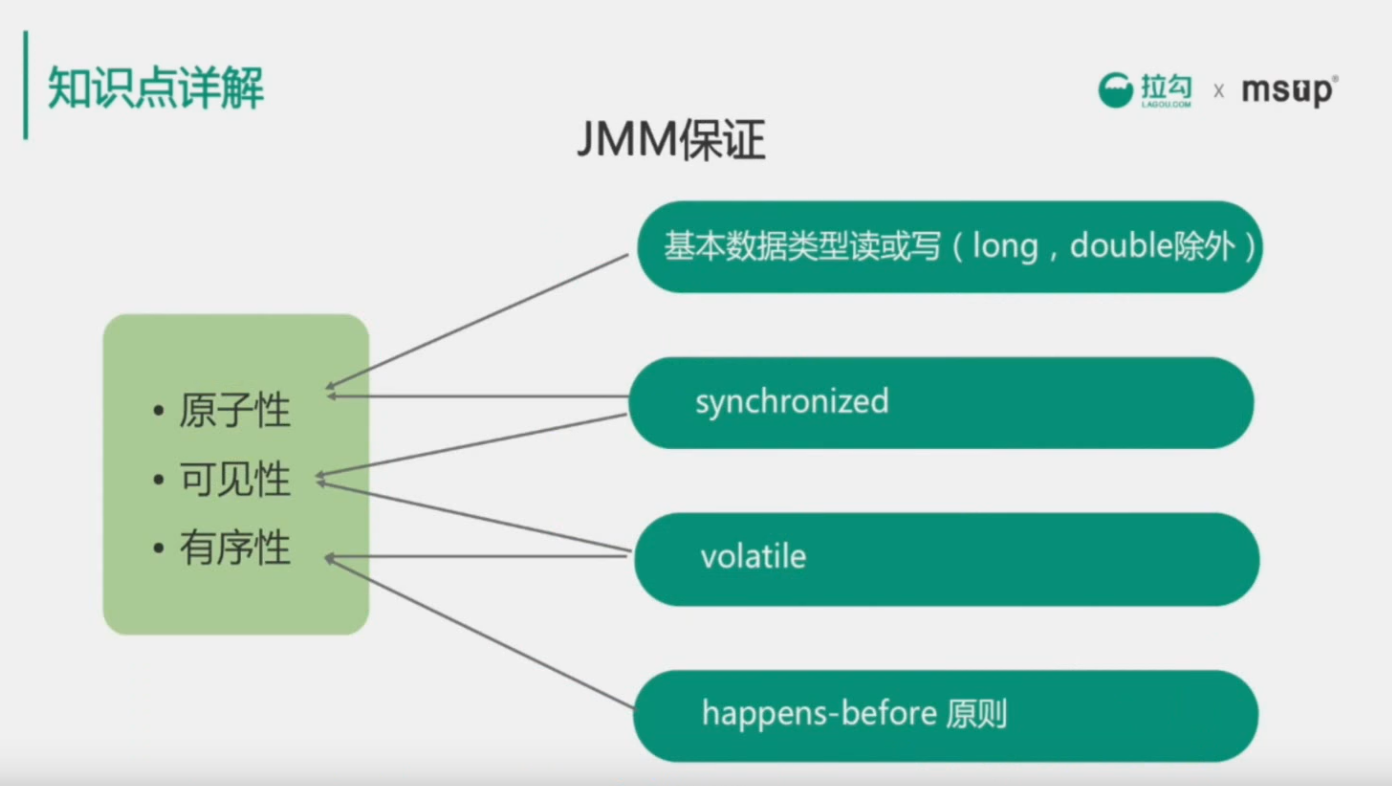 知识点详解
拉勾
LAGOU.COM
x
msup®
JMM保证
基本数据类型读或写（long，double除外）
• 原子性
• 可见性
• 有序性
synchronized
volatile
happens-before 原则